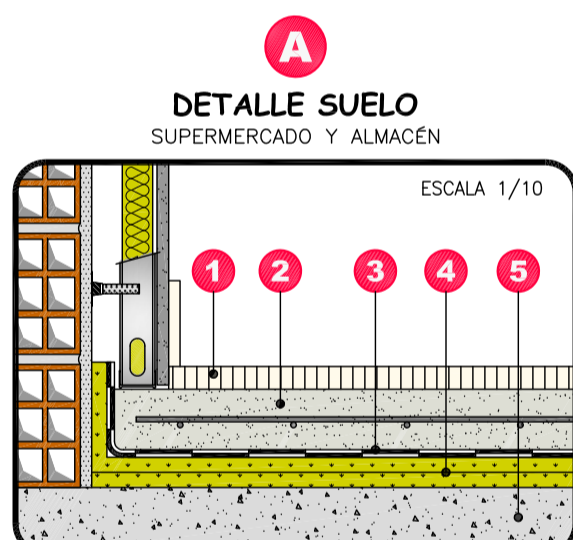 A
DETALLE SUELO
SUPERMERCADO Y ALMACÉN
ESCALA 1/10
1 2 3 4 5